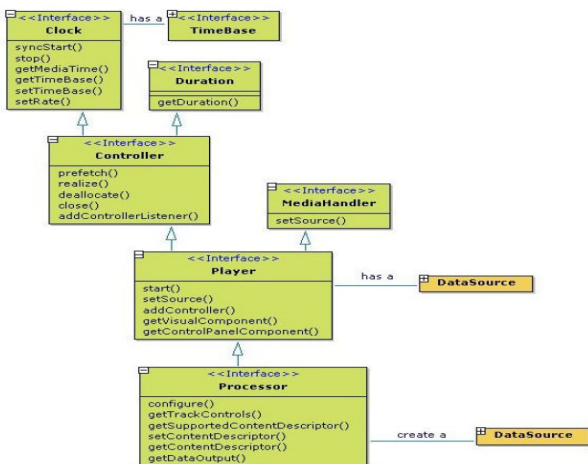 <<Interface>>
Clock
syncStart()
stop()
getMediaTime()
getTimeBase()
setTimeBase()
setRate()
has a
<<Interface>>
TimeBase
<<Interface>>
Duration
getDuration()
<<Interface>>
Controller
prefetch()
realize()
deallocate()
close()
addControllerListener()
<<Interface>>
MediaHandler
setSource()
<<Interface>>
Player
start()
setSource()
addController()
getVisualComponent()
getControlPanelComponent()
has a
DataSource
<<Interface>>
Processor
configure()
getTrackControls()
getSupportedContentDescriptor()
setContentDescriptor()
getContentDescriptor()
getDataOutput()
create a
DataSource